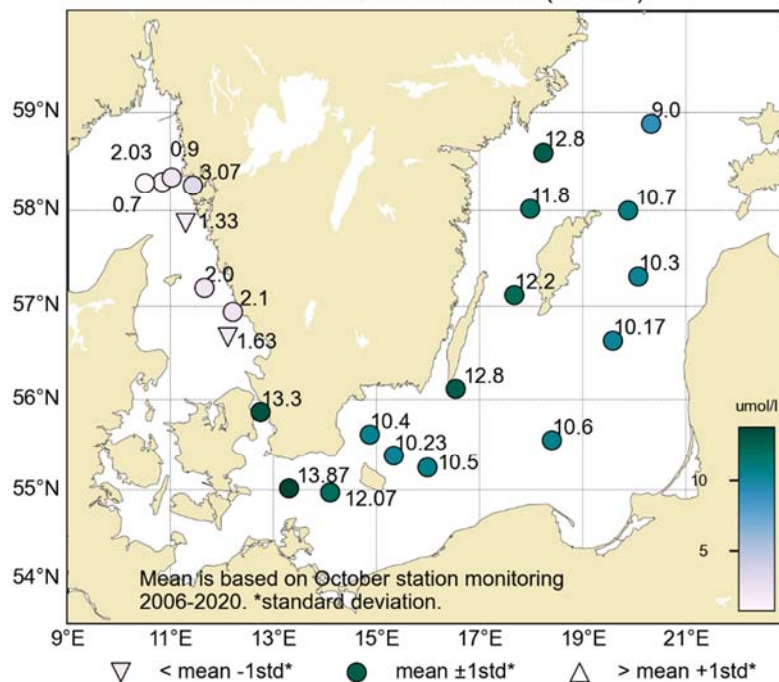 59°N
58°N
57°N
56°N
55°N
54°N
9.0
12.8
2.03
0.9
3.07
0.7
11.8
10.7
1.33
2.0
10.3
2.1
12.2
1.63
10.17
12.8
13.3
10.4
10.23
10.6
10.5
13.87
12.07
umol/l
10
5
Mean is based on October station monitoring
2006-2020. *standard deviation.
9°E 11°E 13°E 15°E 17°E 19°E 21°E
< mean -1std* mean ±1std* > mean +1std*